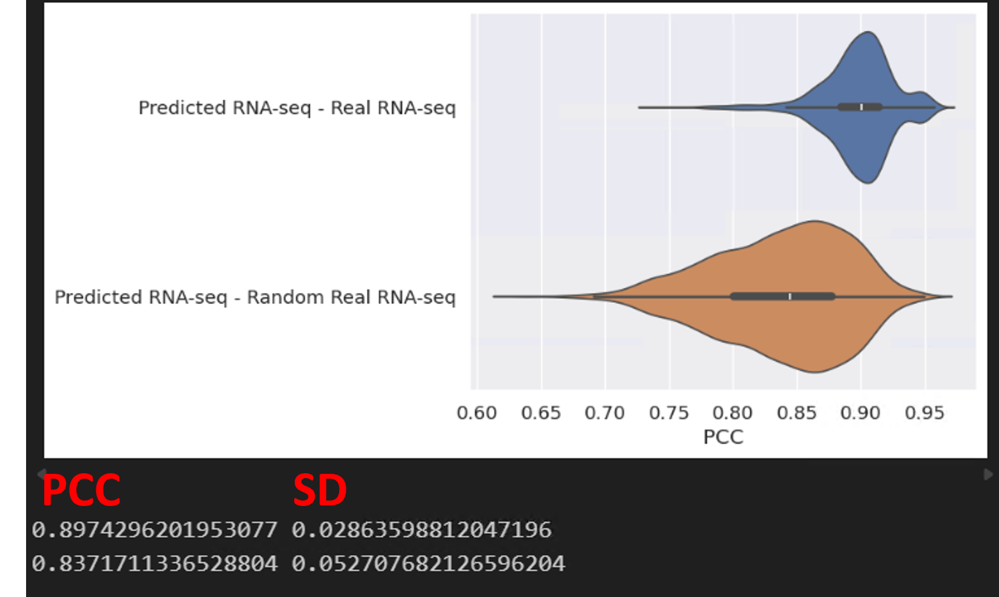 Predicted RNA-seq - Real RNA-seq
Predicted RNA-seq - Random Real RNA-seq
0.60 0.65 0.70 0.75 0.80 0.85 0.90 0.95
PCC
PCC SD
0.8974296201953077 0.02863598812047196
0.8371711336528804 0.052707682126596204